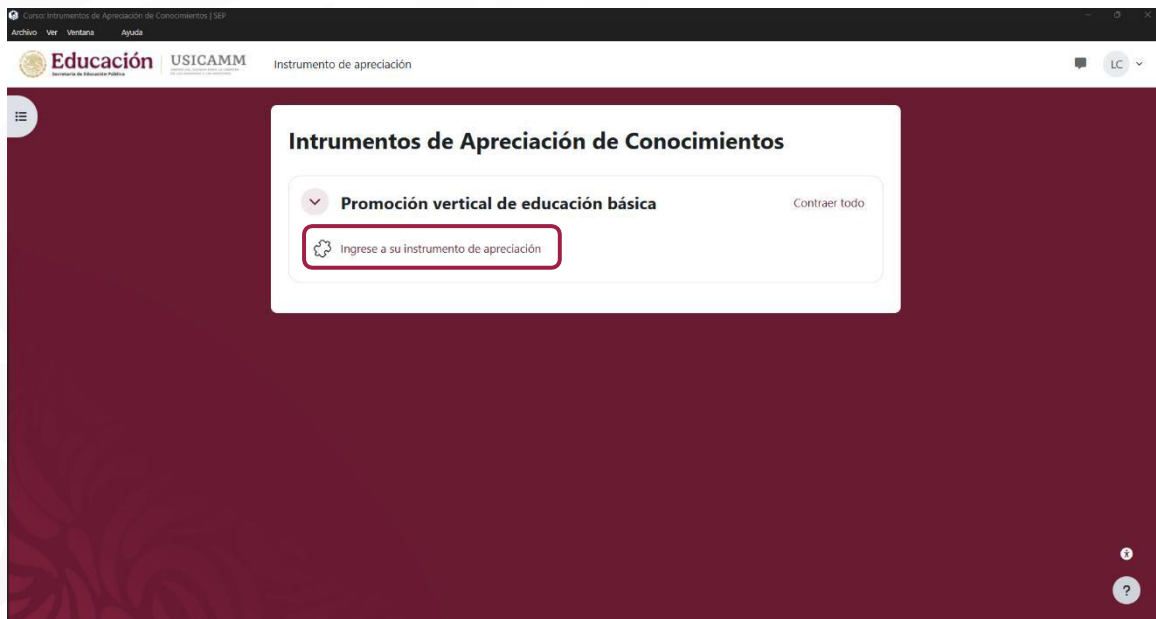 Curso: Intrumentos de Apreciación de Conocimientos | SEP
Archivo Ver Ventana Ayuda
Educación
Secretaría de Educación Pública
USICAMM
Instrumento de apreciación
LC
Intrumentos de Apreciación de Conocimientos
Promoción vertical de educación básica
Contraer todo
Ingrese a su instrumento de apreciación
?